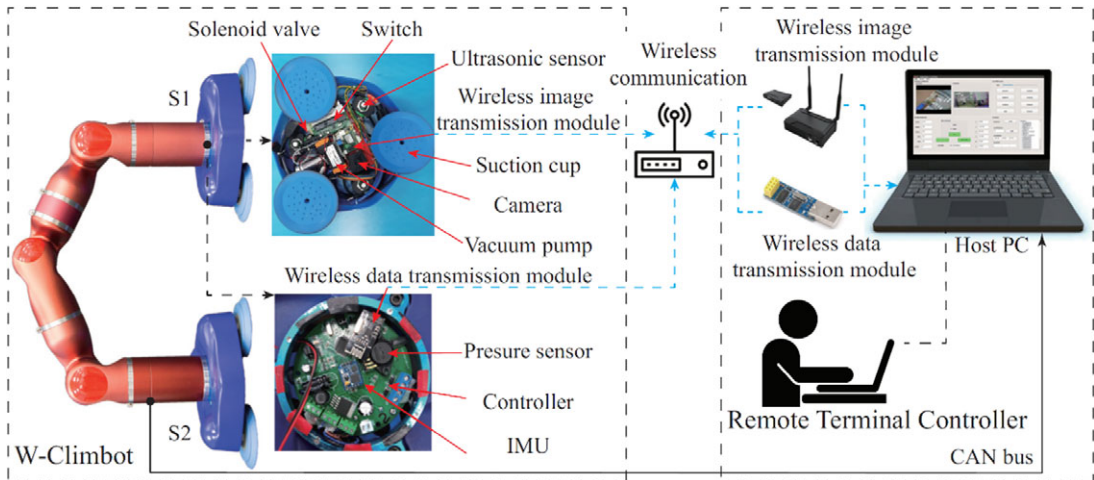 Solenoid valve
Switch
S1
Ultrasonic sensor
Wireless image
transmission module
Suction cup
Camera
Vacuum pump
Wireless
communication
Wireless image
transmission module
Wireless data
transmission module
Host PC
Wireless data transmission module
Presure sensor
Controller
IMU
S2
W-Climbot
Remote Terminal Controller
CAN bus